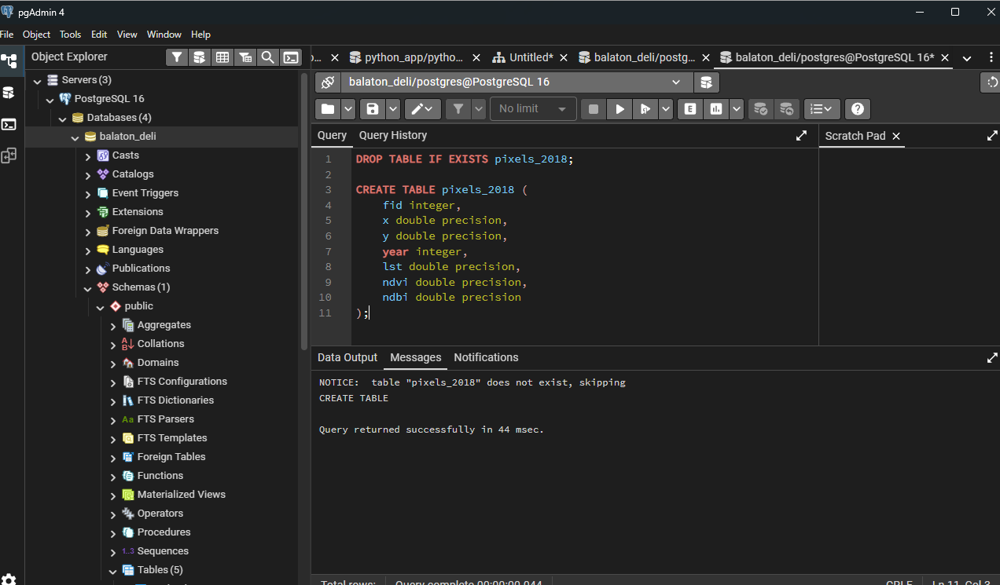 pgAdmin 4
File Object Tools Edit View Window Help
Object Explorer
python_app/pytho...
Untitled*
balaton_deli/postg...
balaton_deli/postgres@PostgreSQL 16*
Servers (3)
PostgreSQL 16
Databases (4)
balaton_deli
Casts
Catalogs
Event Triggers
Extensions
Foreign Data Wrappers
Languages
Publications
Schemas (1)
public
Aggregates
Collations
Domains
FTS Configurations
FTS Dictionaries
Aa FTS Parsers
FTS Templates
Foreign Tables
Functions
Materialized Views
Operators
Procedures
1..3 Sequences
Tables (5)
balaton_deli/postgres@PostgreSQL 16
No limit
E
Query Query History
Scratch Pad
1 DROP TABLE IF EXISTS pixels_2018;
2
3 CREATE TABLE pixels_2018 (
4 fid integer,
5 x double precision,
6 y double precision,
7 year integer,
8 lst double precision,
9 ndvi double precision,
10 ndbi double precision
11 );
Data Output Messages Notifications
NOTICE:  table "pixels_2018" does not exist, skipping
CREATE TABLE
Query returned successfully in 44 msec.
Total rows: Query complete 00:00:00.044 CRLF Ln 11, Col 3